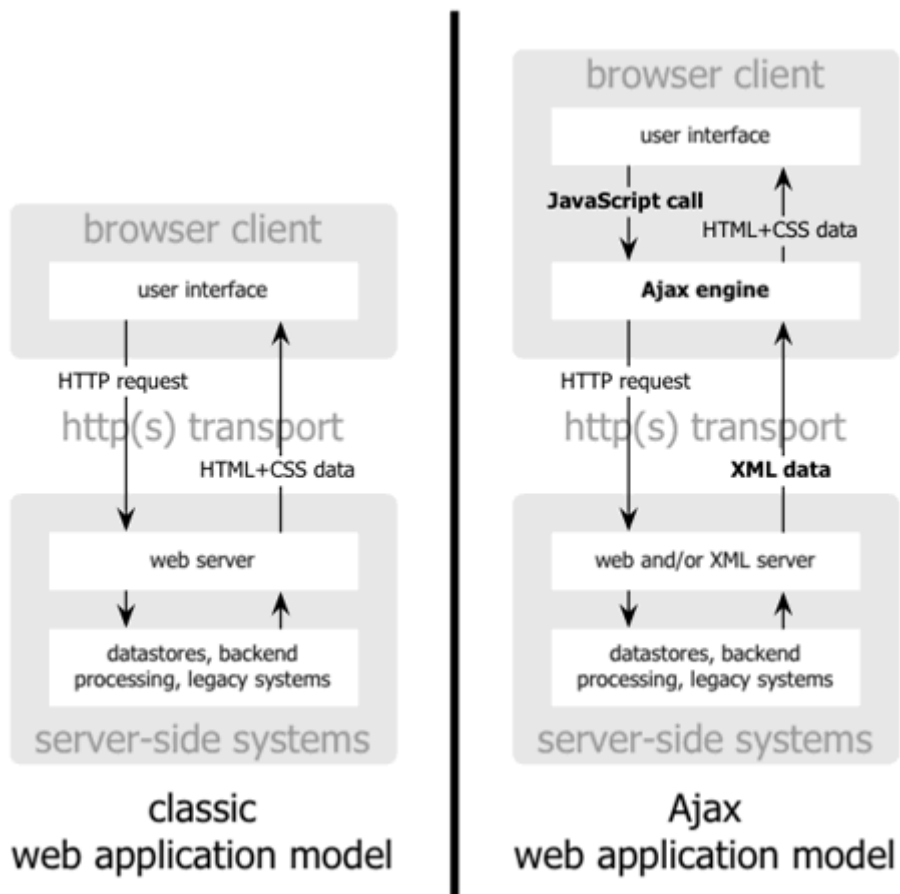 browser client
user interface
HTTP request
http(s) transport
HTML+CSS data
web server
datastores, backend
processing, legacy systems
server-side systems
classic
web application model
browser client
user interface
JavaScript call
HTML+CSS data
Ajax engine
HTTP request
http(s) transport
XML data
web and/or XML server
datastores, backend
processing, legacy systems
server-side systems
Ajax
web application model